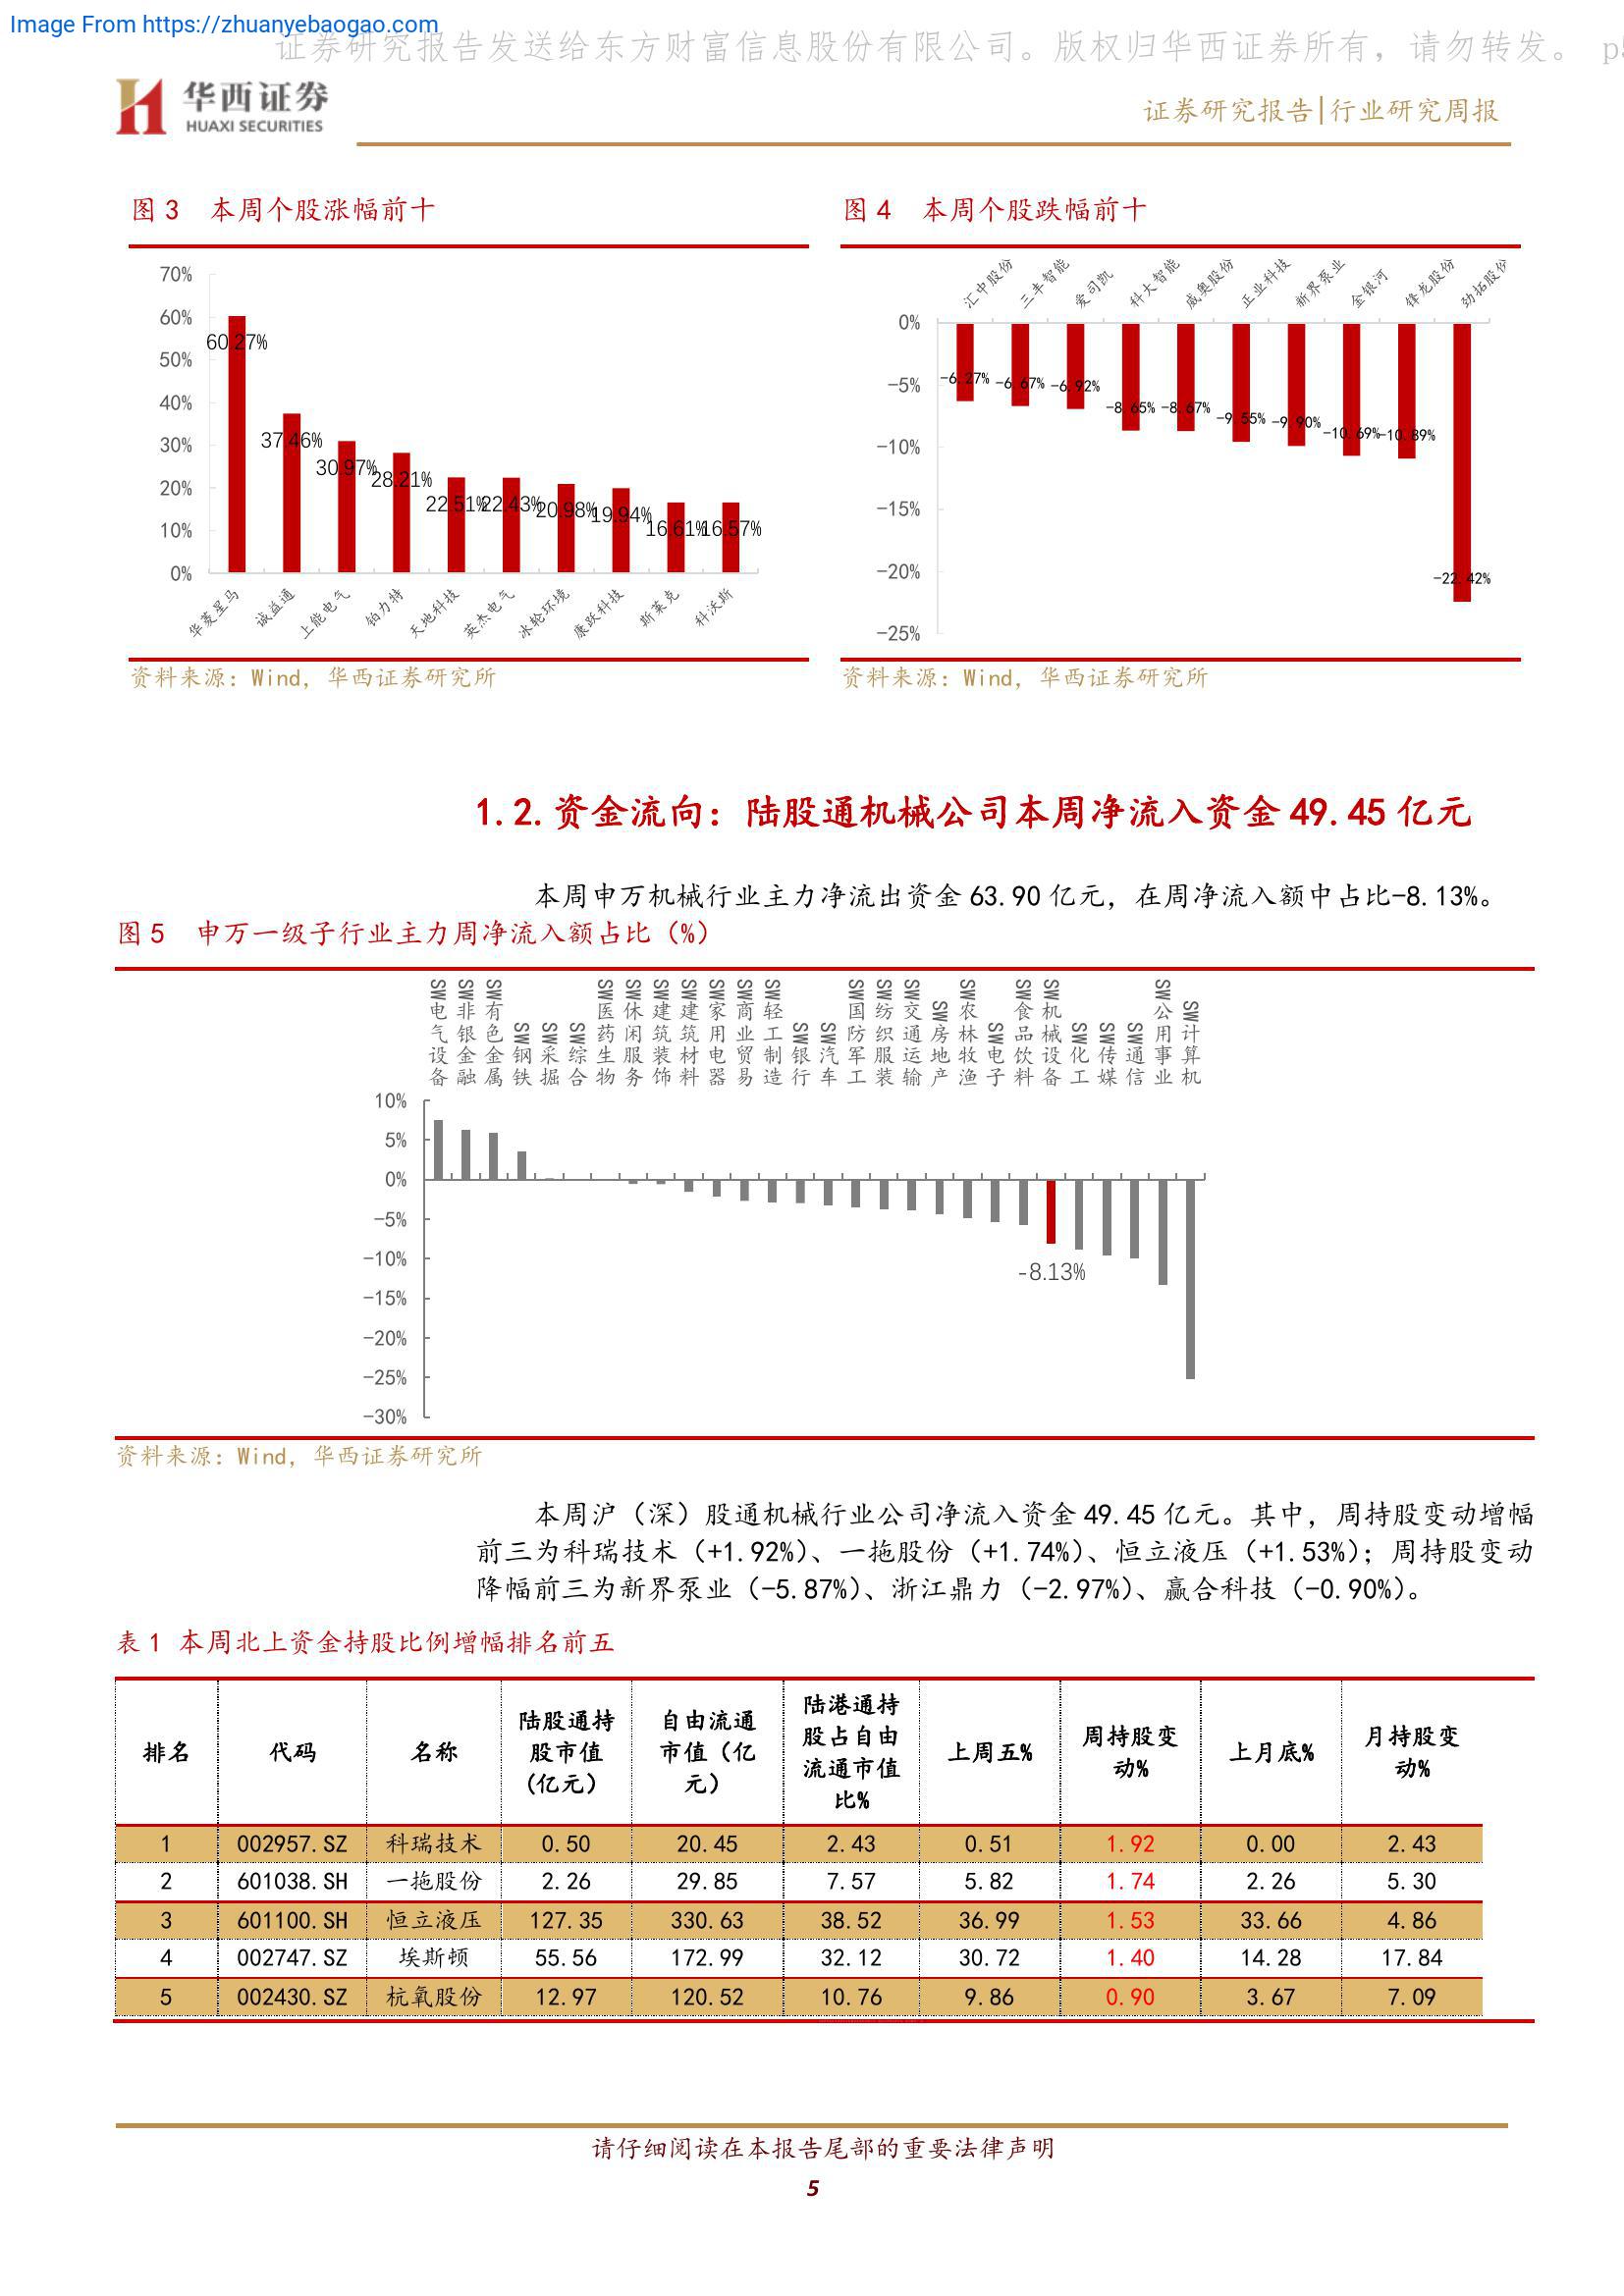 Image From https://zhuanyebaogao.com
证券研究报告发送给东方财富信息股份有限公司。版权归华西证券所有，请勿转发。 p
华西证券
HUAXI SECURITIES
证券研究报告|行业研究周报
图 3 本周个股涨幅前十
70%
60%
50%
40%
30%
20%
10%
0%
60.27%
37.46%
30.97%
28.21%
22.51%
22.43%
20.98%
19.94%
16.61%
16.57%
华菱星马
诚益通
上能电气
铂力特
天地科技
英杰电气
冰轮环境
康跃科技
斯莱克
科沃斯
资料来源：Wind，华西证券研究所
图 4 本周个股跌幅前十
汇中股份
三丰智能
爱司凯
科大智能
威奥股份
正业科技
新界泵业
金银河
锋龙股份
劲拓股份
0%
-5%
-10%
-15%
-20%
-25%
-6.27%
-6.67%
-6.92%
-8.65%
-8.67%
-9.55%
-9.90%
-10.69%
-10.89%
-22.42%
资料来源：Wind，华西证券研究所
1.2.资金流向：陆股通机械公司本周净流入资金 49.45 亿元
本周申万机械行业主力净流出资金 63.90 亿元，在周净流入额中占比-8.13%。
图 5 申万一级子行业主力周净流入额占比（%）
SW电气设备
SW非银金融
SW有色金属
SW钢铁
SW采掘
SW综合
SW医药生物
SW休闲服务
SW建筑装饰
SW建筑材料
SW家用电器
SW商业贸易
SW轻工制造
SW银行
SW汽车
SW国防军工
SW纺织服装
SW交通运输
SW房地产
SW农林牧渔
SW电子
SW食品饮料
SW机械设备
SW化工
SW传媒
SW通信
SW公用事业
SW计算机
10%
5%
0%
-5%
-10%
-15%
-20%
-25%
-30%
-8.13%
资料来源：Wind，华西证券研究所
本周沪（深）股通机械行业公司净流入资金 49.45 亿元。其中，周持股变动增幅
前三为科瑞技术（+1.92%）、一拖股份（+1.74%）、恒立液压（+1.53%）；周持股变动
降幅前三为新界泵业（-5.87%）、浙江鼎力（-2.97%）、赢合科技（-0.90%）。
表 1 本周北上资金持股比例增幅排名前五
排名 代码 名称 陆股通持股市值（亿元） 自由流通市值（亿元） 陆港通持股占自由流通市值比% 上周五% 周持股变动% 上月底% 月持股变动%
1 002957.SZ 科瑞技术 0.50 20.45 2.43 0.51 1.92 0.00 2.43
2 601038.SH 一拖股份 2.26 29.85 7.57 5.82 1.74 2.26 5.30
3 601100.SH 恒立液压 127.35 330.63 38.52 36.99 1.53 33.66 4.86
4 002747.SZ 埃斯顿 55.56 172.99 32.12 30.72 1.40 14.28 17.84
5 002430.SZ 杭氧股份 12.97 120.52 10.76 9.86 0.90 3.67 7.09
请仔细阅读在本报告尾部的重要法律声明
5